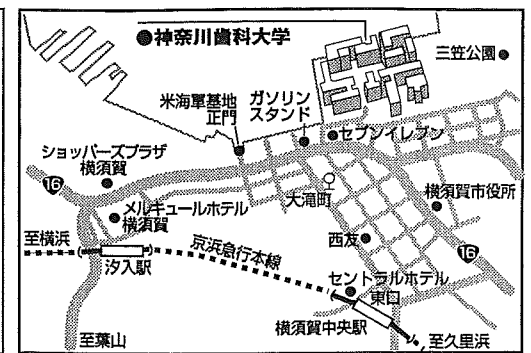 ●神奈川歯科大学
三笠公園●
米海軍基地
正門
ガソリン
スタンド
セブンイレブン
ショッパーズプラザ
横須賀
16
大滝町
横須賀市役所
メルキュールホテル
横須賀
至横浜
京浜急行本線
西友
16
汐入駅
セントラルホテル
東口
横須賀中央駅
至葉山
至久里浜